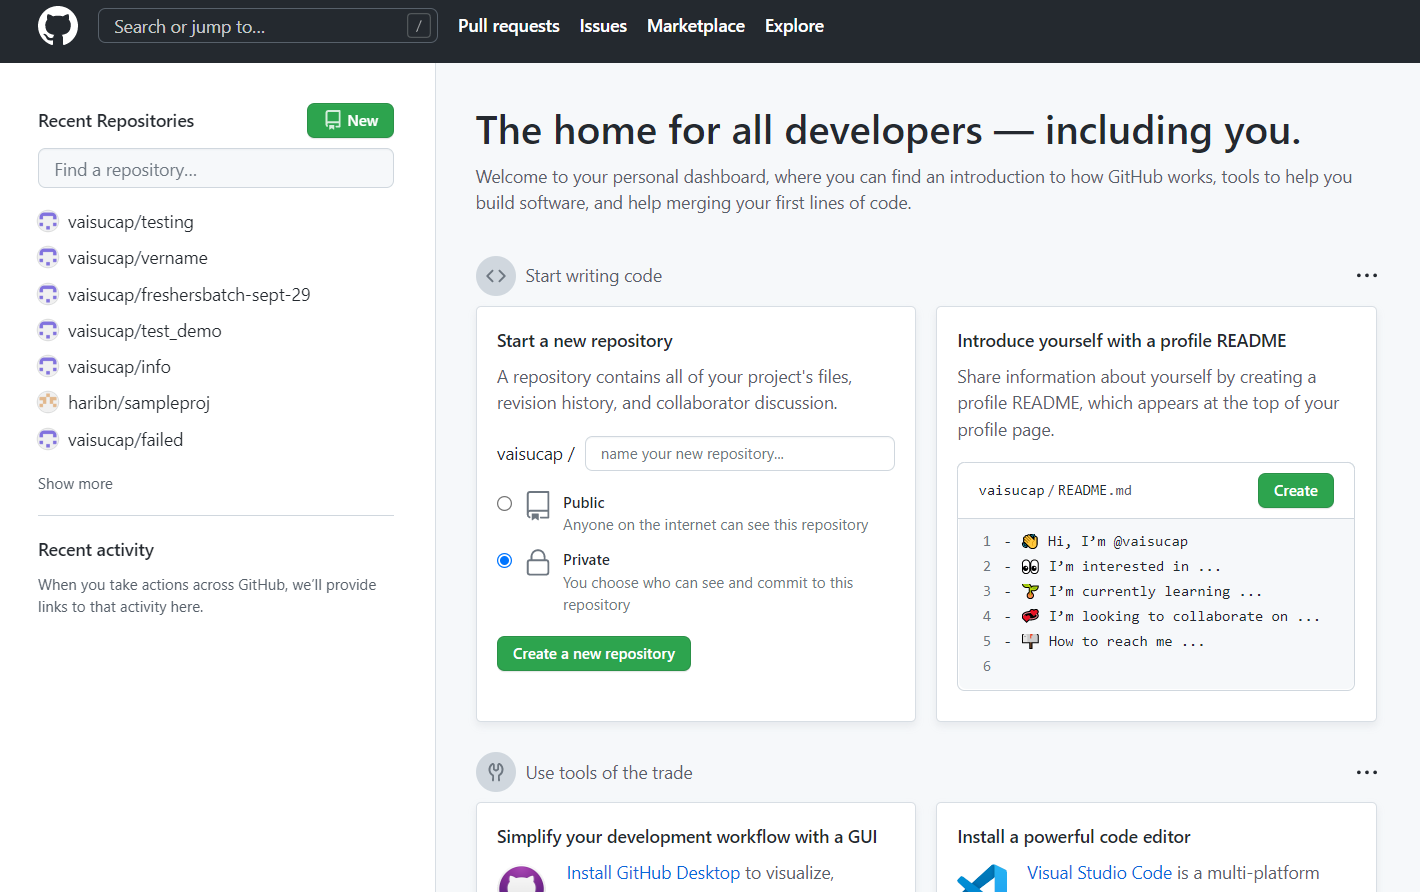 Search or jump to...
/
Pull requests
Issues
Marketplace
Explore
Recent Repositories
New
Find a repository...
vaisucap/testing
vaisucap/vername
vaisucap/freshersbatch-sept-29
vaisucap/test_demo
vaisucap/info
haribn/sampleproj
vaisucap/failed
Show more
Recent activity
When you take actions across GitHub, we'll provide
links to that activity here.
The home for all developers — including you.
Welcome to your personal dashboard, where you can find an introduction to how GitHub works, tools to help you
build software, and help merging your first lines of code.
Start writing code
Start a new repository
A repository contains all of your project's files,
revision history, and collaborator discussion.
vaisucap /
name your new repository...
Public
Anyone on the internet can see this repository
Private
You choose who can see and commit to this
repository
Create a new repository
Introduce yourself with a profile README
Share information about yourself by creating a
profile README, which appears at the top of your
profile page.
vaisucap / README.md
Create
1 - 👋 Hi, I’m @vaisucap
2 - 👀 I’m interested in ...
3 - 🌱 I’m currently learning ...
4 - 💞️ I’m looking to collaborate on ...
5 - 📫 How to reach me ...
6
Use tools of the trade
Simplify your development workflow with a GUI
Install GitHub Desktop to visualize,
Install a powerful code editor
Visual Studio Code is a multi-platform